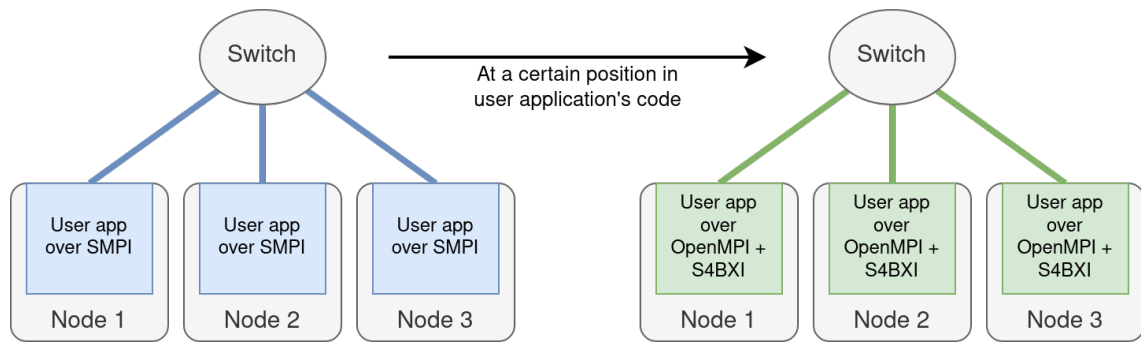 Switch
At a certain position in
user application's code
Switch
User app
over SMPI
User app
over SMPI
User app
over SMPI
Node 1
Node 2
Node 3
User app
over
OpenMPI +
S4BXI
User app
over
OpenMPI +
S4BXI
User app
over
OpenMPI +
S4BXI
Node 1
Node 2
Node 3